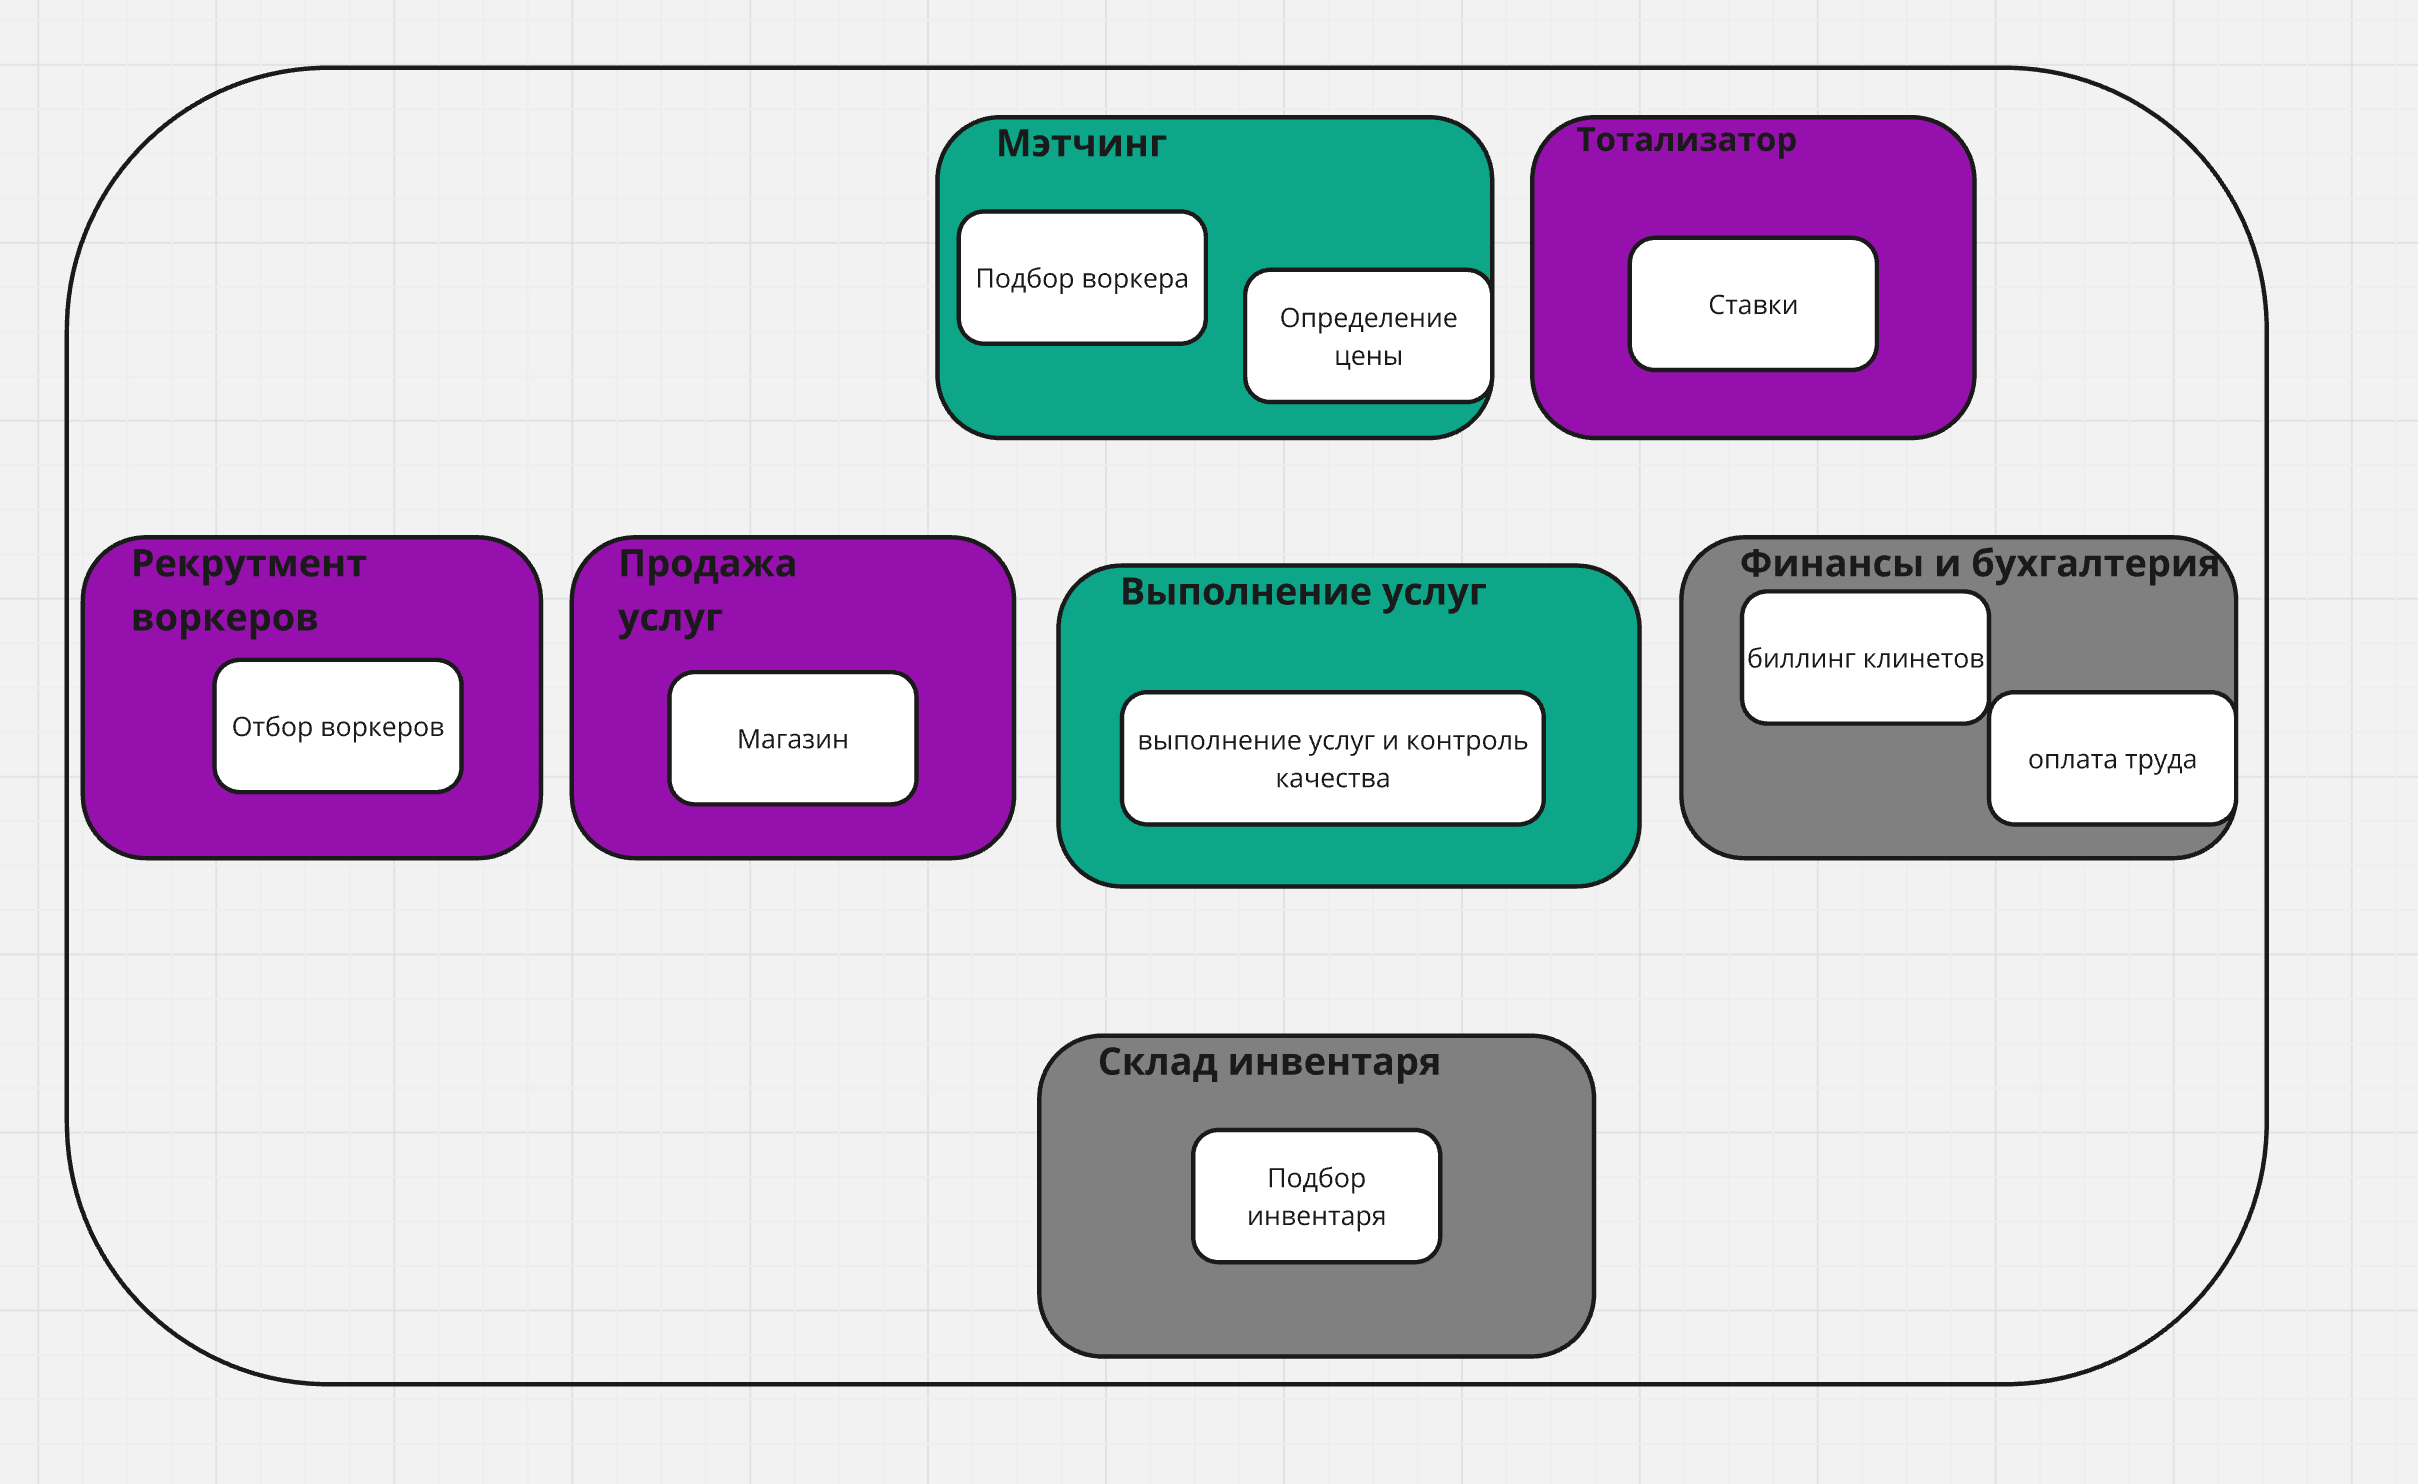 Мэтчинг
Подбор воркера
Определение
цены
Тотализатор
Ставки
Рекрутмент
воркеров
Отбор воркеров
Продажа
услуг
Магазин
Выполнение услуг
выполнение услуг и контроль
качества
Финансы и бухгалтерия
биллинг клинетов
оплата труда
Склад инвентаря
Подбор
инвентаря